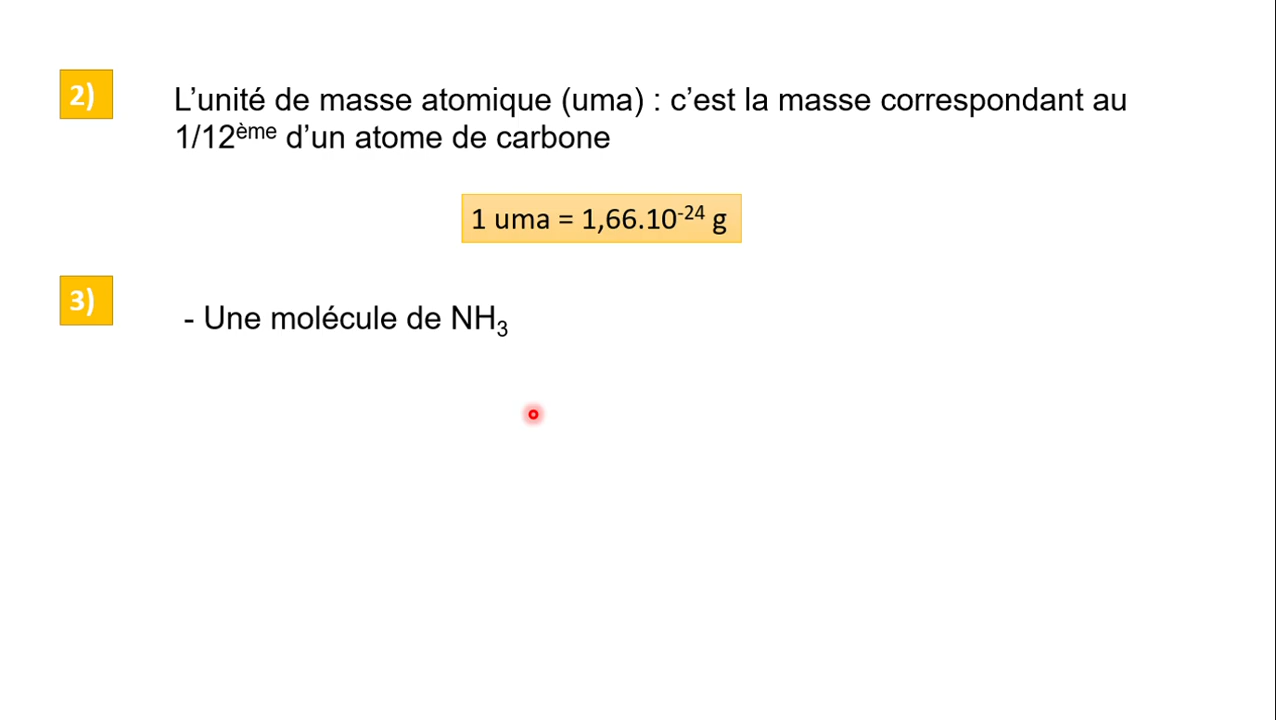 2)
L’unité de masse atomique (uma) : c’est la masse correspondant au
1/12ème d’un atome de carbone
1 uma = 1,66.10-24 g
3)
- Une molécule de NH3